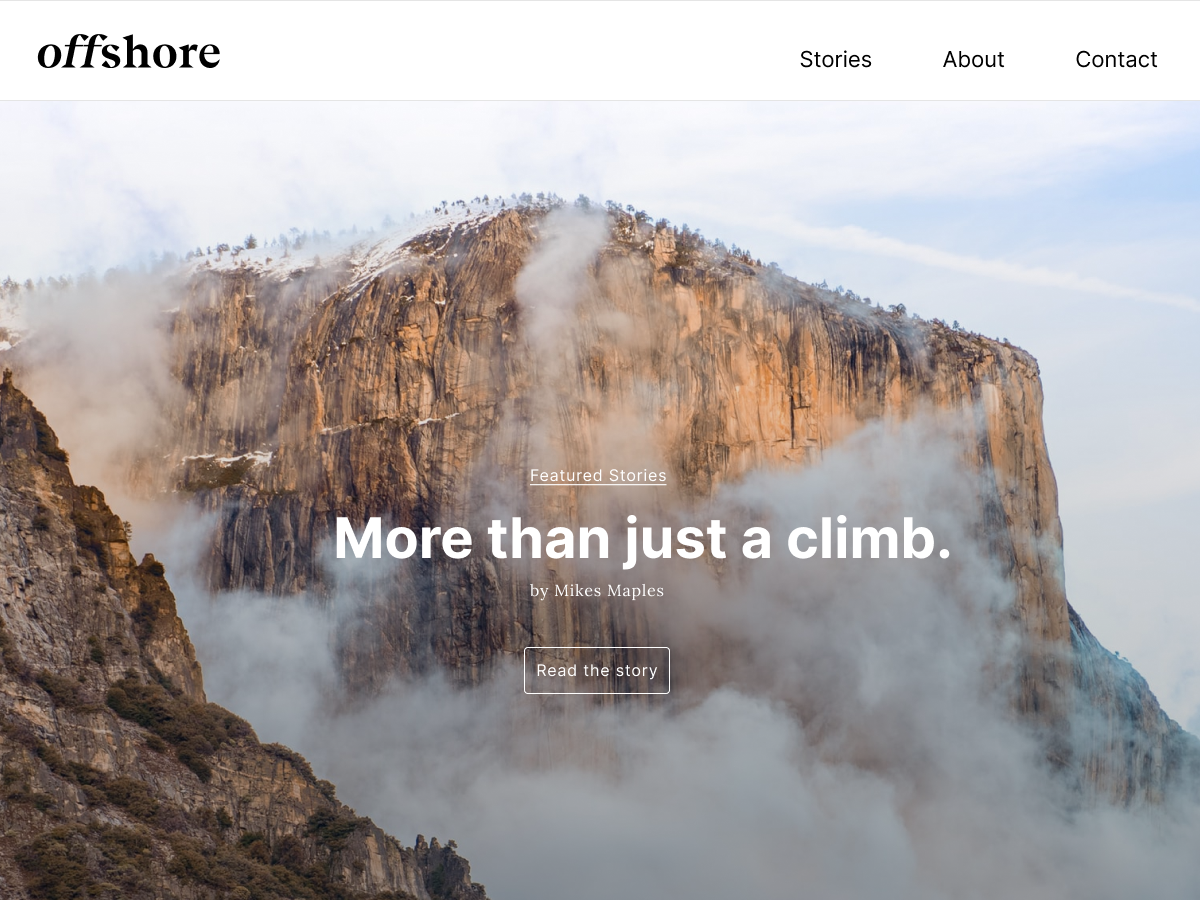 offshore
Stories About Contact
Featured Stories
More than just a climb.
by Mikes Maples
Read the story